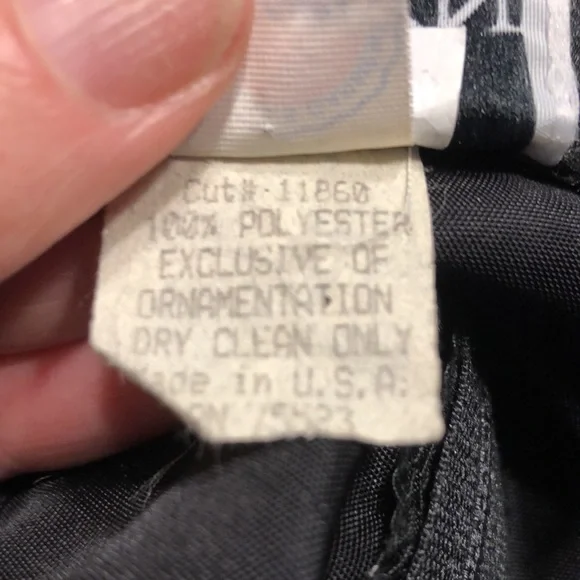 Cut# 11860
100% POLYESTER
EXCLUSIVE OF
ORNAMENTATION
DRY CLEAN ONLY
Made in U.S.A.